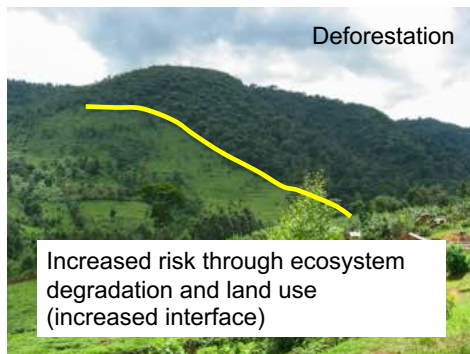 Deforestation
Increased risk through ecosystem
degradation and land use
(increased interface)